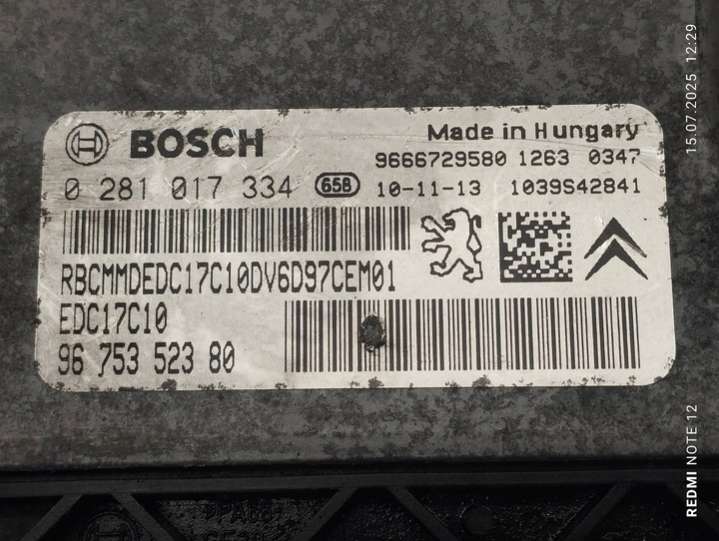 BOSCH
Made in Hungary
9666729580 1263 0347
0 281 017 334 658 10-11-13 1039S42841
RBCMMDEDC17C10DV6D97CEM01
EDC17C10
96 753 523 80
15.07.2025 12:29
REDMI NOTE 12